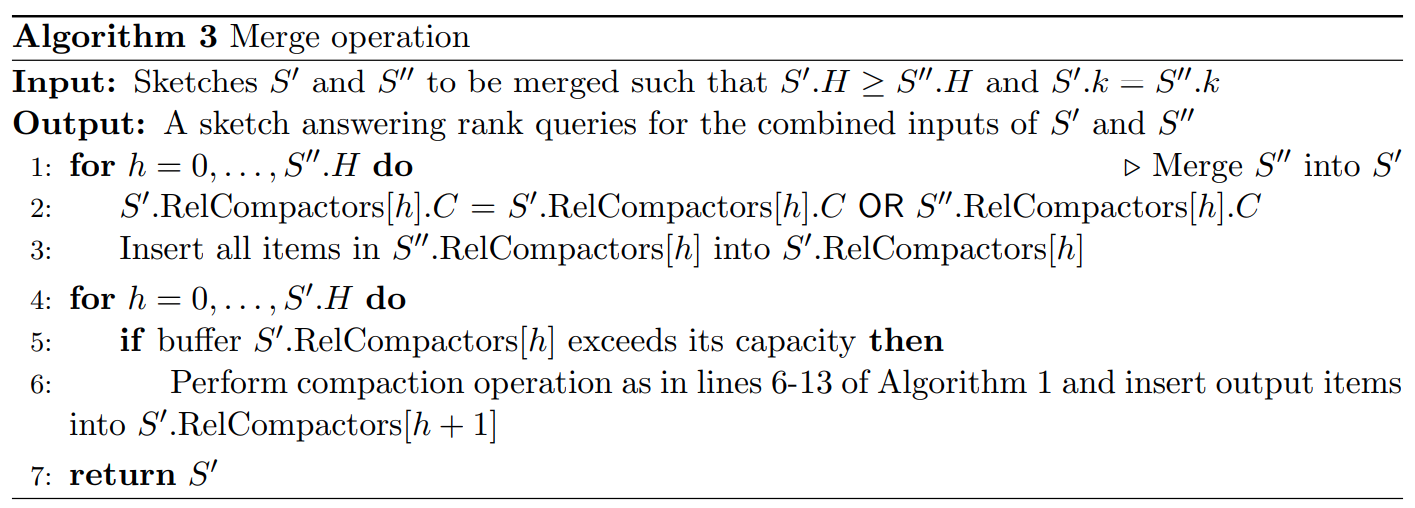 Algorithm 3 Merge operation
Input: Sketches S′ and S″ to be merged such that S′.H ≥ S″.H and S′.k = S″.k
Output: A sketch answering rank queries for the combined inputs of S′ and S″
1: for h = 0, . . . , S″.H do ▷ Merge S″ into S′
2: S′.RelCompactors[h].C = S′.RelCompactors[h].C OR S″.RelCompactors[h].C
3: Insert all items in S″.RelCompactors[h] into S′.RelCompactors[h]
4: for h = 0, . . . , S′.H do
5: if buffer S′.RelCompactors[h] exceeds its capacity then
6: Perform compaction operation as in lines 6-13 of Algorithm 1 and insert output items
into S′.RelCompactors[h + 1]
7: return S′